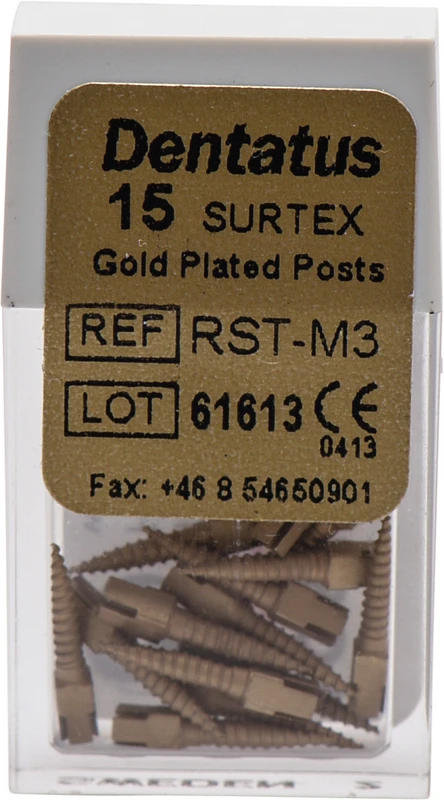 Dentatus
15 SURTEX
Gold Plated Posts
REF RST-M3
LOT 61613 CE
0413
Fax: +46 8 54650901